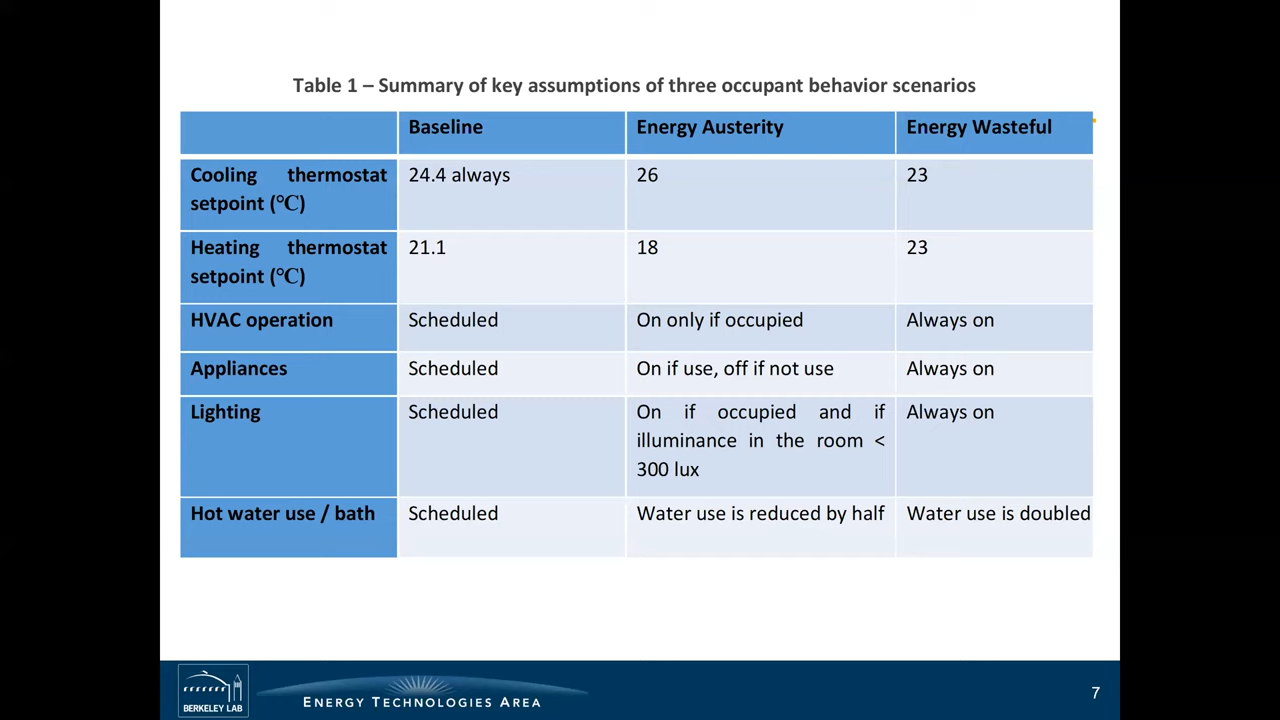 Table 1 – Summary of key assumptions of three occupant behavior scenarios
Baseline Energy Austerity Energy Wasteful
Cooling thermostat setpoint (℃) 24.4 always 26 23
Heating thermostat setpoint (℃) 21.1 18 23
HVAC operation Scheduled On only if occupied Always on
Appliances Scheduled On if use, off if not use Always on
Lighting Scheduled On if occupied and if illuminance in the room < 300 lux Always on
Hot water use / bath Scheduled Water use is reduced by half Water use is doubled
BERKELEY LAB
ENERGY TECHNOLOGIES AREA
7